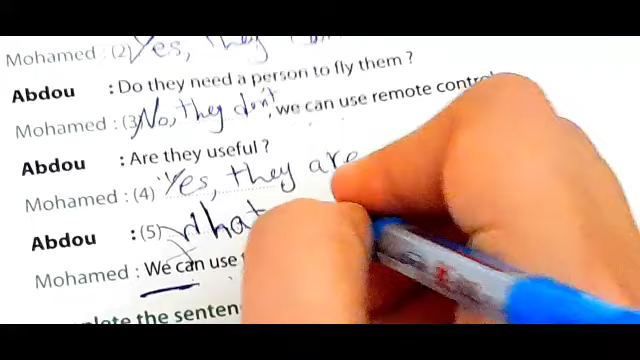 Mohamed : (2) Yes, they
Abdou : Do they need a person to fly them ?
Mohamed : (3) No, they don't, we can use remote control
Abdou : Are they useful ?
Mohamed : (4) Yes, they are
Abdou : (5) What
Mohamed : We can use
the senten